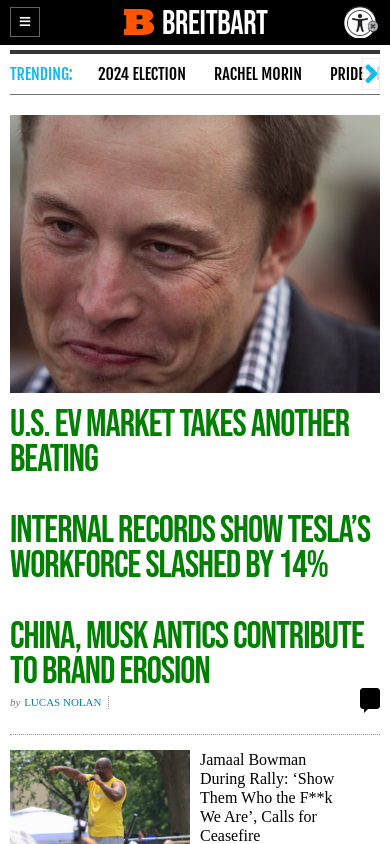 BREITBART
TRENDING: 2024 ELECTION RACHEL MORIN PRIDE
U.S. EV MARKET TAKES ANOTHER
BEATING
INTERNAL RECORDS SHOW TESLA’S
WORKFORCE SLASHED BY 14%
CHINA, MUSK ANTICS CONTRIBUTE
TO BRAND EROSION
by LUCAS NOLAN
Jamaal Bowman
During Rally: ‘Show
Them Who the F**k
We Are’, Calls for
Ceasefire